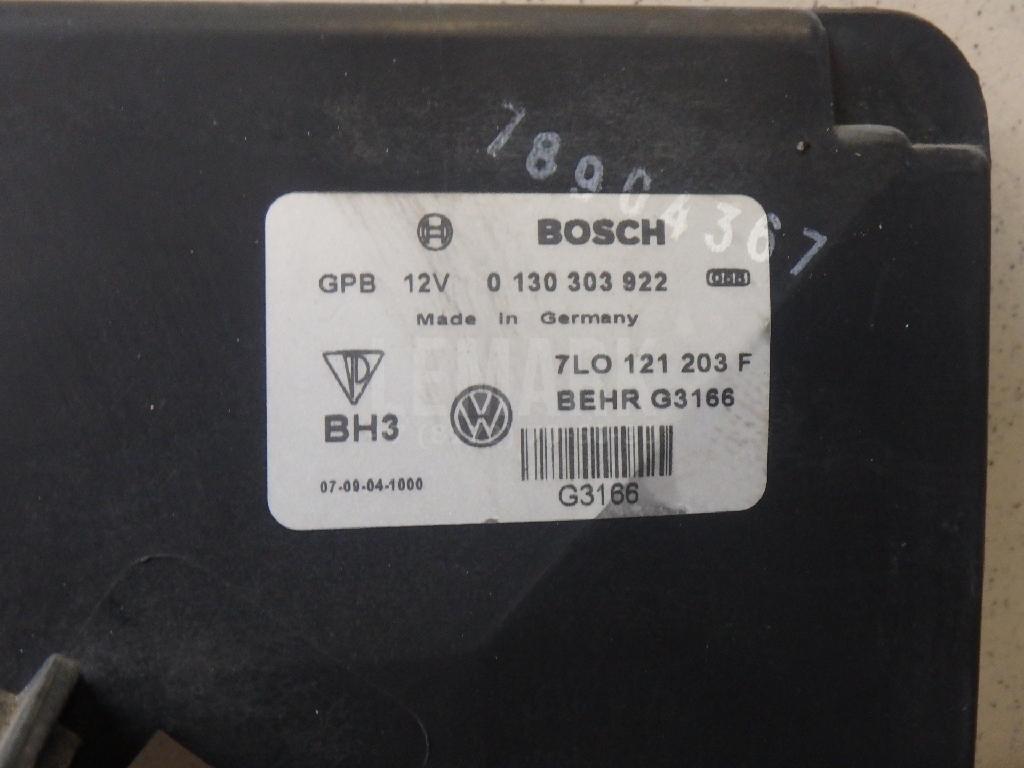 78904367
BOSCH
GPB 12V 0 130 303 922
Made in Germany
7LO 121 203 F
BEHR G3166
BH3
07-09-04-1000
G3166